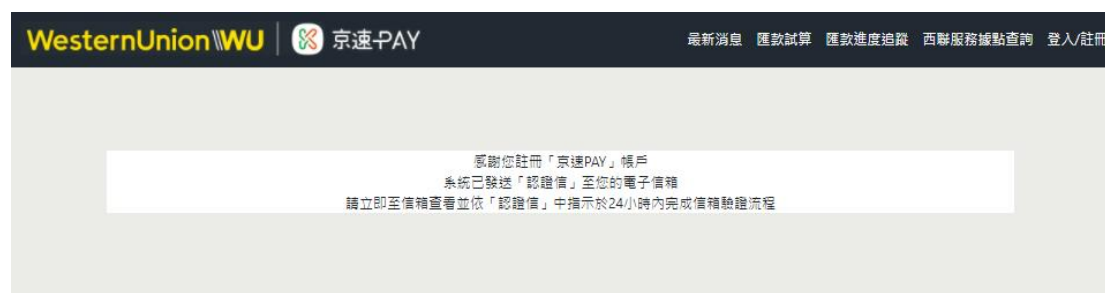 WesternUnion WU 京速PAY
最新消息 匯款試算 匯款進度追蹤 西聯服務據點查詢 登入/註冊
感謝您註冊「京速PAY」帳戶
系統已發送「認證信」至您的電子信箱
請立即至信箱查看並依「認證信」中指示於24小時內完成信箱驗證流程